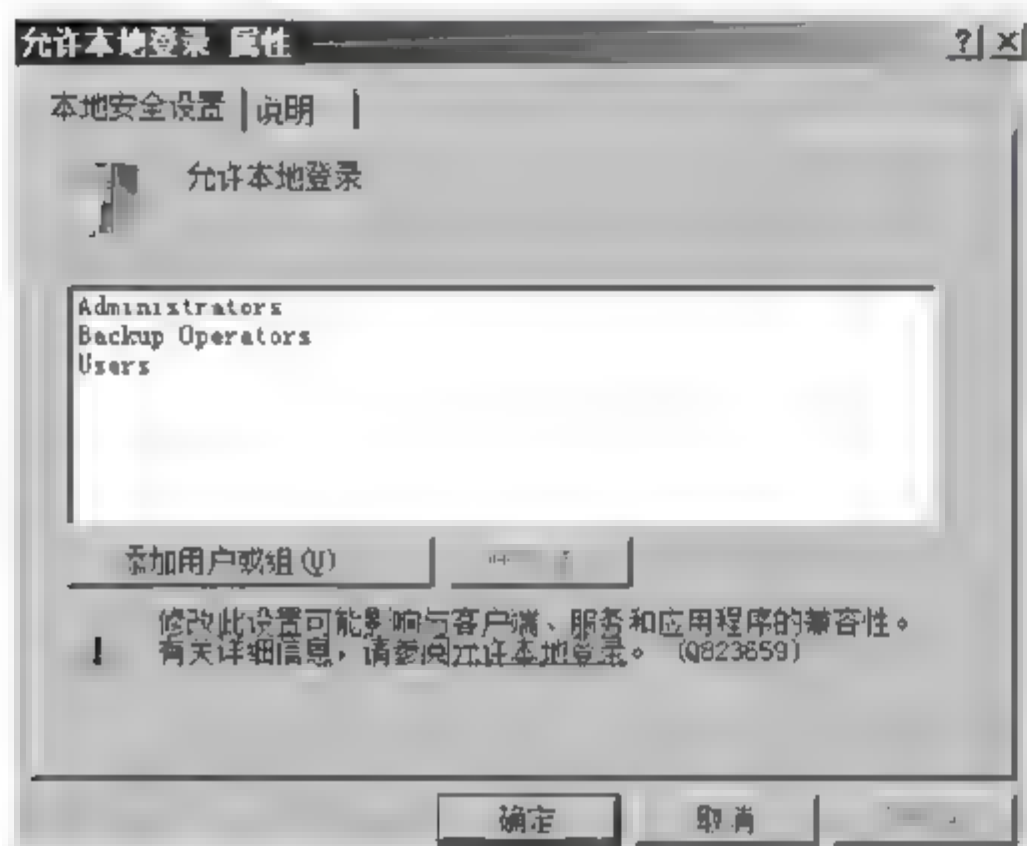 允许本地登录 属性
本地安全设置 说明
允许本地登录
Administrators
Backup Operators
Users
添加用户或组(U)
修改此设置可能影响与客户端、服务和应用程序的兼容性。
有关详细信息，请参阅允许本地登录。 (Q823659)
确定 取消